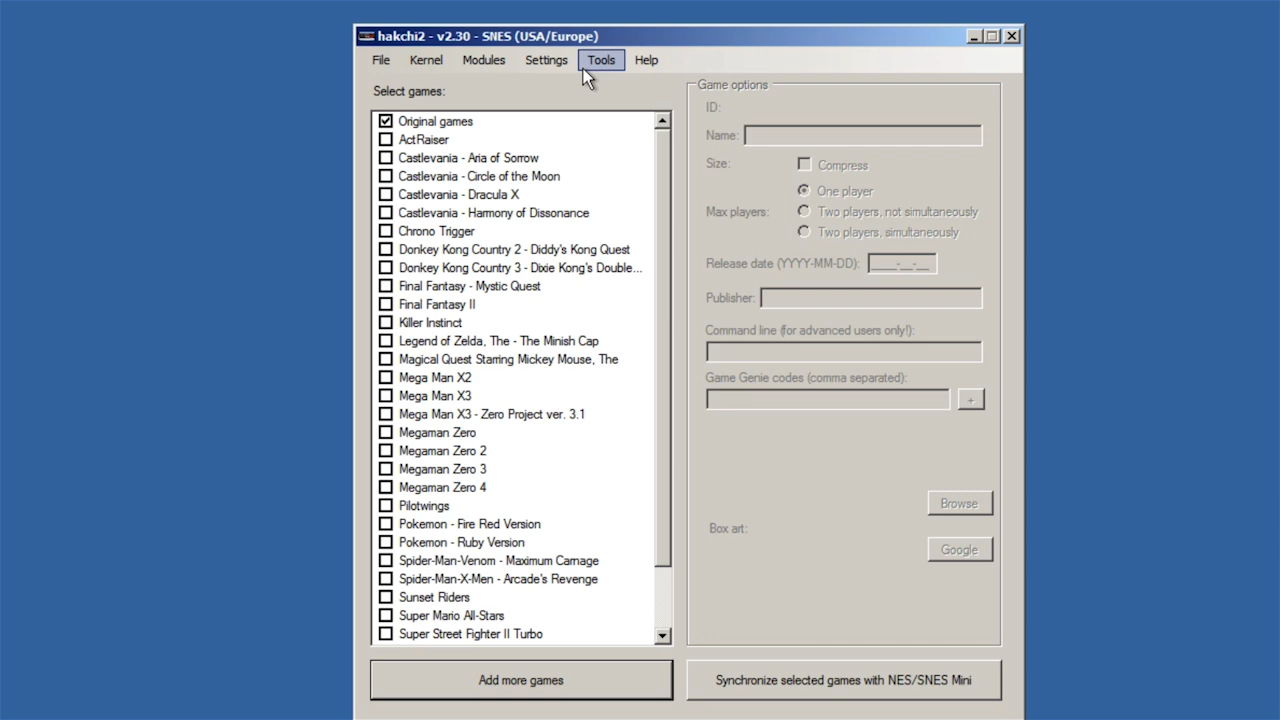 hakchi2 - v2.30 - SNES (USA/Europe)
File Kernel Modules Settings Tools Help
Select games:
Original games
ActRaiser
Castlevania - Aria of Sorrow
Castlevania - Circle of the Moon
Castlevania - Dracula X
Castlevania - Harmony of Dissonance
Chrono Trigger
Donkey Kong Country 2 - Diddy's Kong Quest
Donkey Kong Country 3 - Dixie Kong's Double...
Final Fantasy - Mystic Quest
Final Fantasy II
Killer Instinct
Legend of Zelda, The - The Minish Cap
Magical Quest Starring Mickey Mouse, The
Mega Man X2
Mega Man X3
Mega Man X3 - Zero Project ver. 3.1
Megaman Zero
Megaman Zero 2
Megaman Zero 3
Megaman Zero 4
Pilotwings
Pokemon - Fire Red Version
Pokemon - Ruby Version
Spider-Man-Venom - Maximum Carnage
Spider-Man-X-Men - Arcade's Revenge
Sunset Riders
Super Mario All-Stars
Super Street Fighter II Turbo
Add more games
Game options
ID:
Name:
Size: Compress
One player
Max players: Two players, not simultaneously
Two players, simultaneously
Release date (YYYY-MM-DD): ____-__-__
Publisher:
Command line (for advanced users only!):
Game Genie codes (comma separated):
+
Browse
Box art:
Google
Synchronize selected games with NES/SNES Mini